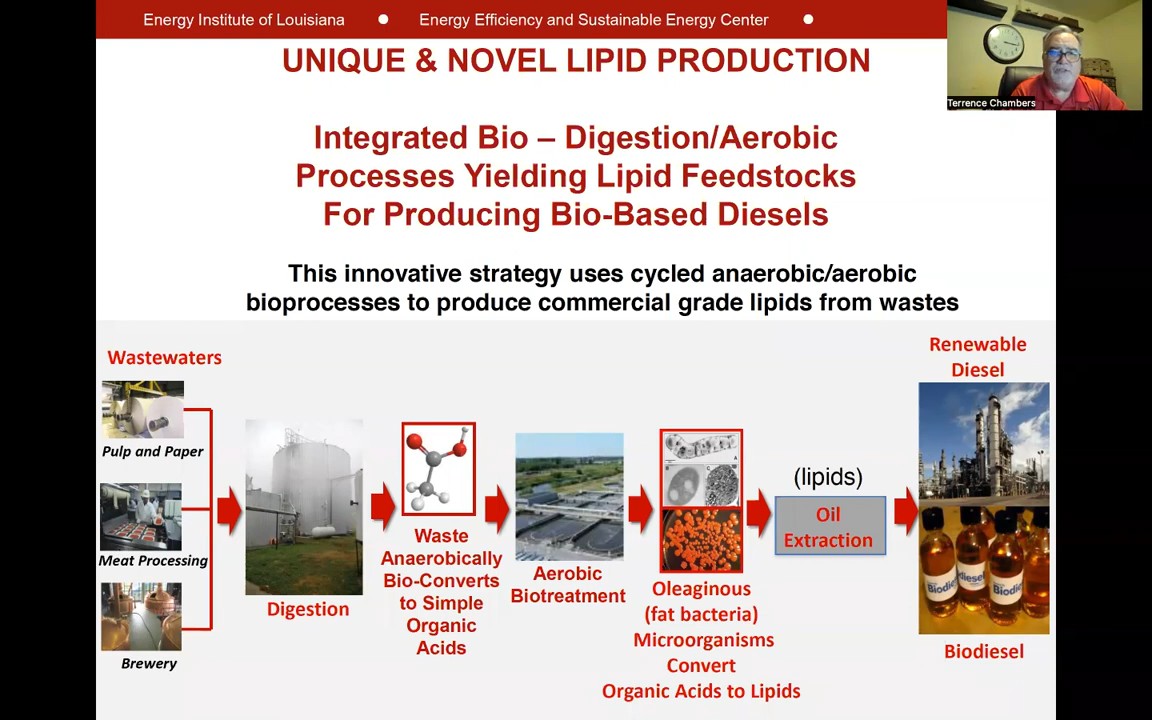 Energy Institute of Louisiana ● Energy Efficiency and Sustainable Energy Center ●
Terrence Chambers
UNIQUE & NOVEL LIPID PRODUCTION
Integrated Bio – Digestion/Aerobic
Processes Yielding Lipid Feedstocks
For Producing Bio-Based Diesels
This innovative strategy uses cycled anaerobic/aerobic
bioprocesses to produce commercial grade lipids from wastes
Wastewaters
Pulp and Paper
Meat Processing
Brewery
Digestion
Waste
Anaerobically
Bio-Converts
to Simple
Organic
Acids
Aerobic
Biotreatment
Oleaginous
(fat bacteria)
Microorganisms
Convert
Organic Acids to Lipids
(lipids)
Oil
Extraction
Renewable
Diesel
Biodiesel